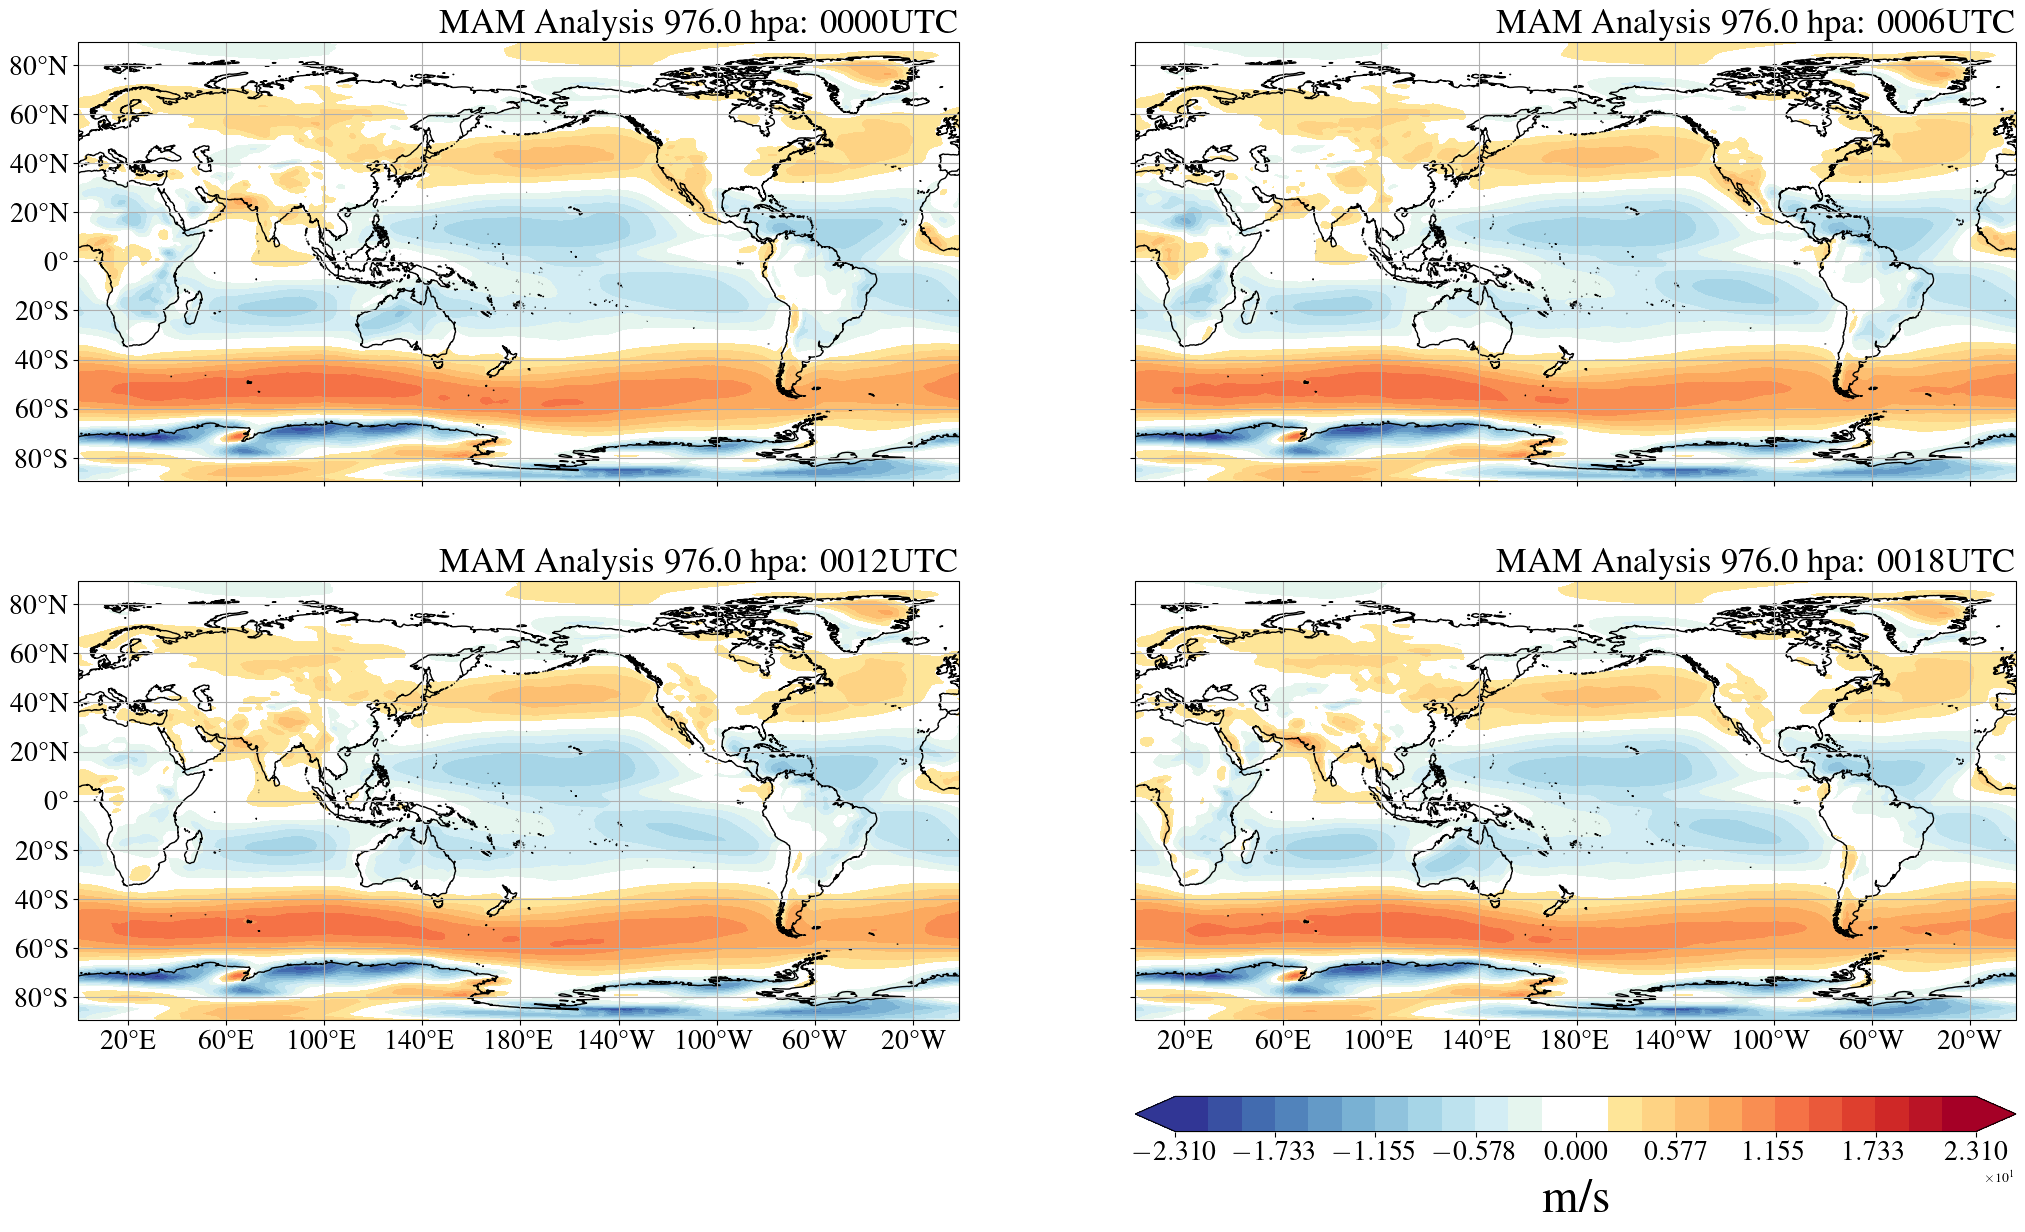 MAM Analysis 976.0 hpa: 0000UTC
MAM Analysis 976.0 hpa: 0006UTC
80°N
60°N
40°N
20°N
0°
20°S
40°S
60°S
80°S
MAM Analysis 976.0 hpa: 0012UTC
MAM Analysis 976.0 hpa: 0018UTC
80°N
60°N
40°N
20°N
0°
20°S
40°S
60°S
80°S
20°E 60°E 100°E 140°E 180°E 140°W 100°W 60°W 20°W
20°E 60°E 100°E 140°E 180°E 140°W 100°W 60°W 20°W
−2.310 −1.733 −1.155 −0.578 0.000 0.577 1.155 1.733 2.310
×10¹
m/s